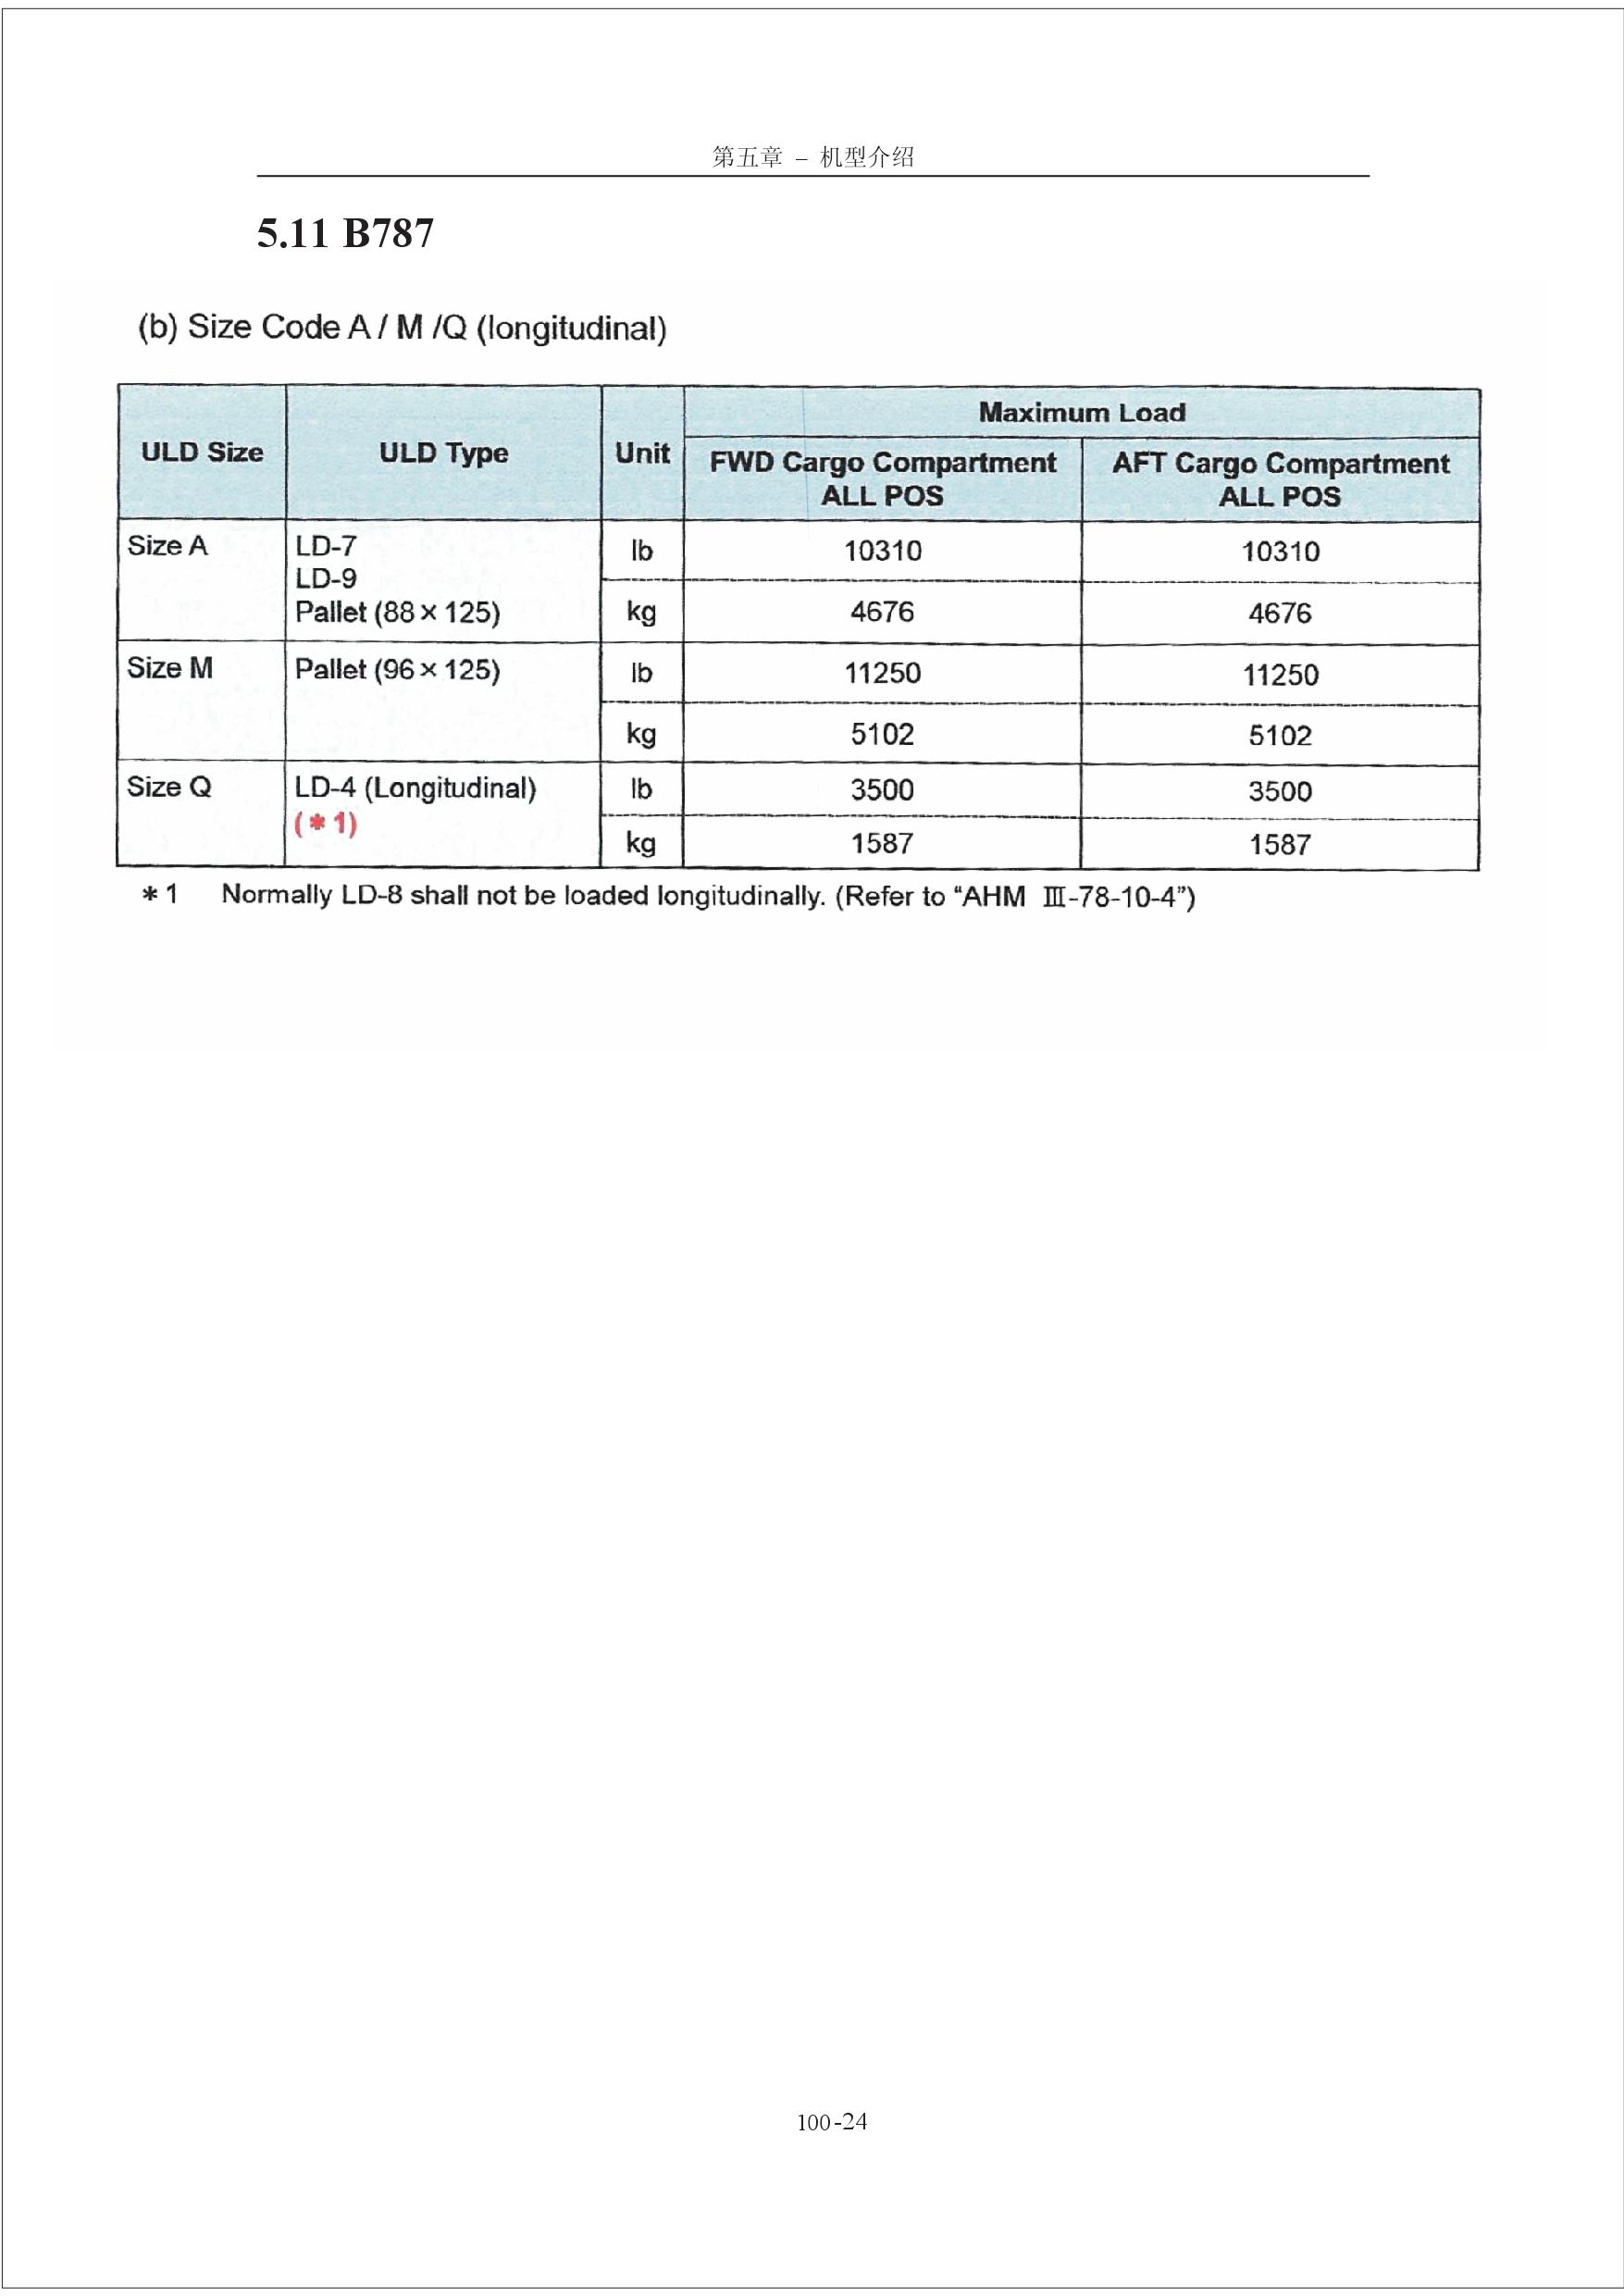 第五章 – 机型介绍
5.11 B787
(b) Size Code A / M /Q (longitudinal)
ULD Size ULD Type Unit Maximum Load
FWD Cargo Compartment ALL POS AFT Cargo Compartment ALL POS
Size A LD-7 lb 10310 10310
LD-9
Pallet (88 × 125) kg 4676 4676
Size M Pallet (96 × 125) lb 11250 11250
kg 5102 5102
Size Q LD-4 (Longitudinal) lb 3500 3500
(＊1)
kg 1587 1587
＊1 Normally LD-8 shall not be loaded longitudinally. (Refer to “AHM Ⅲ-78-10-4”)
100-24